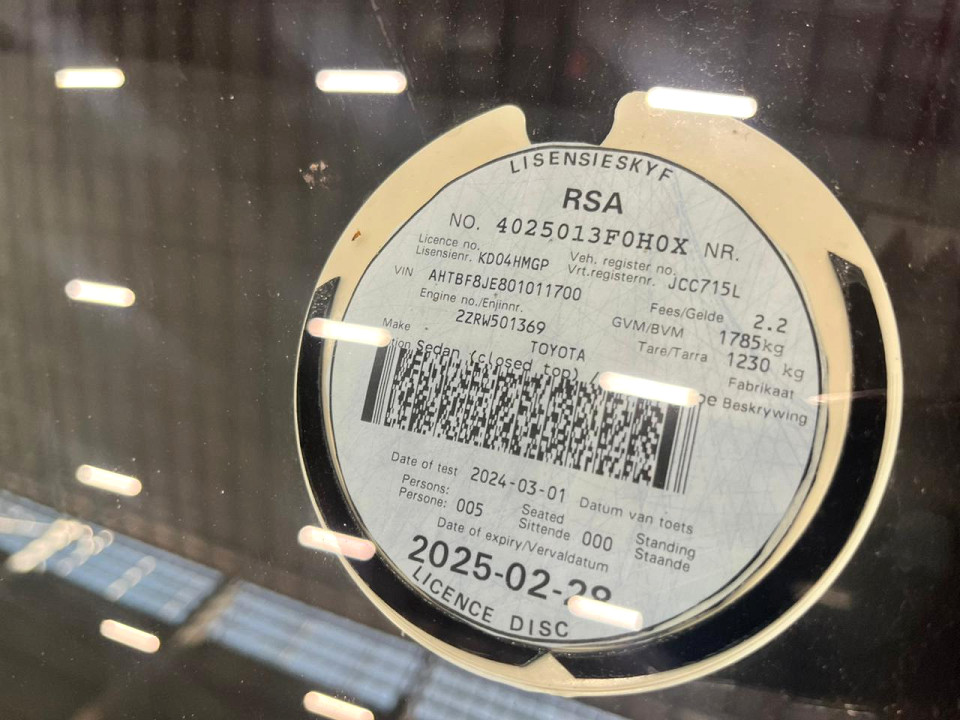 LISENSIESKYF
RSA
NO. 4025013F0H0X NR.
Licence no. KD04HMGP Veh. register no. JCC715L
Lisensienr. Vrt.registernr.
VIN AHTBF8JE801011700 Fees/Gelde 2.2
Engine no./Enjinnr. GVM/BVM 1785kg
2ZRW501369 Tare/Tarra 1230 kg
Make TOYOTA Fabrikaat
Sedan (closed top) / Beskrywing
Date of test 2024-03-01 Datum van toets
Persons: 005 Seated 000 Standing
Persone: Sittende Staande
Date of expiry/Vervaldatum
2025-02-28
LICENCE DISC